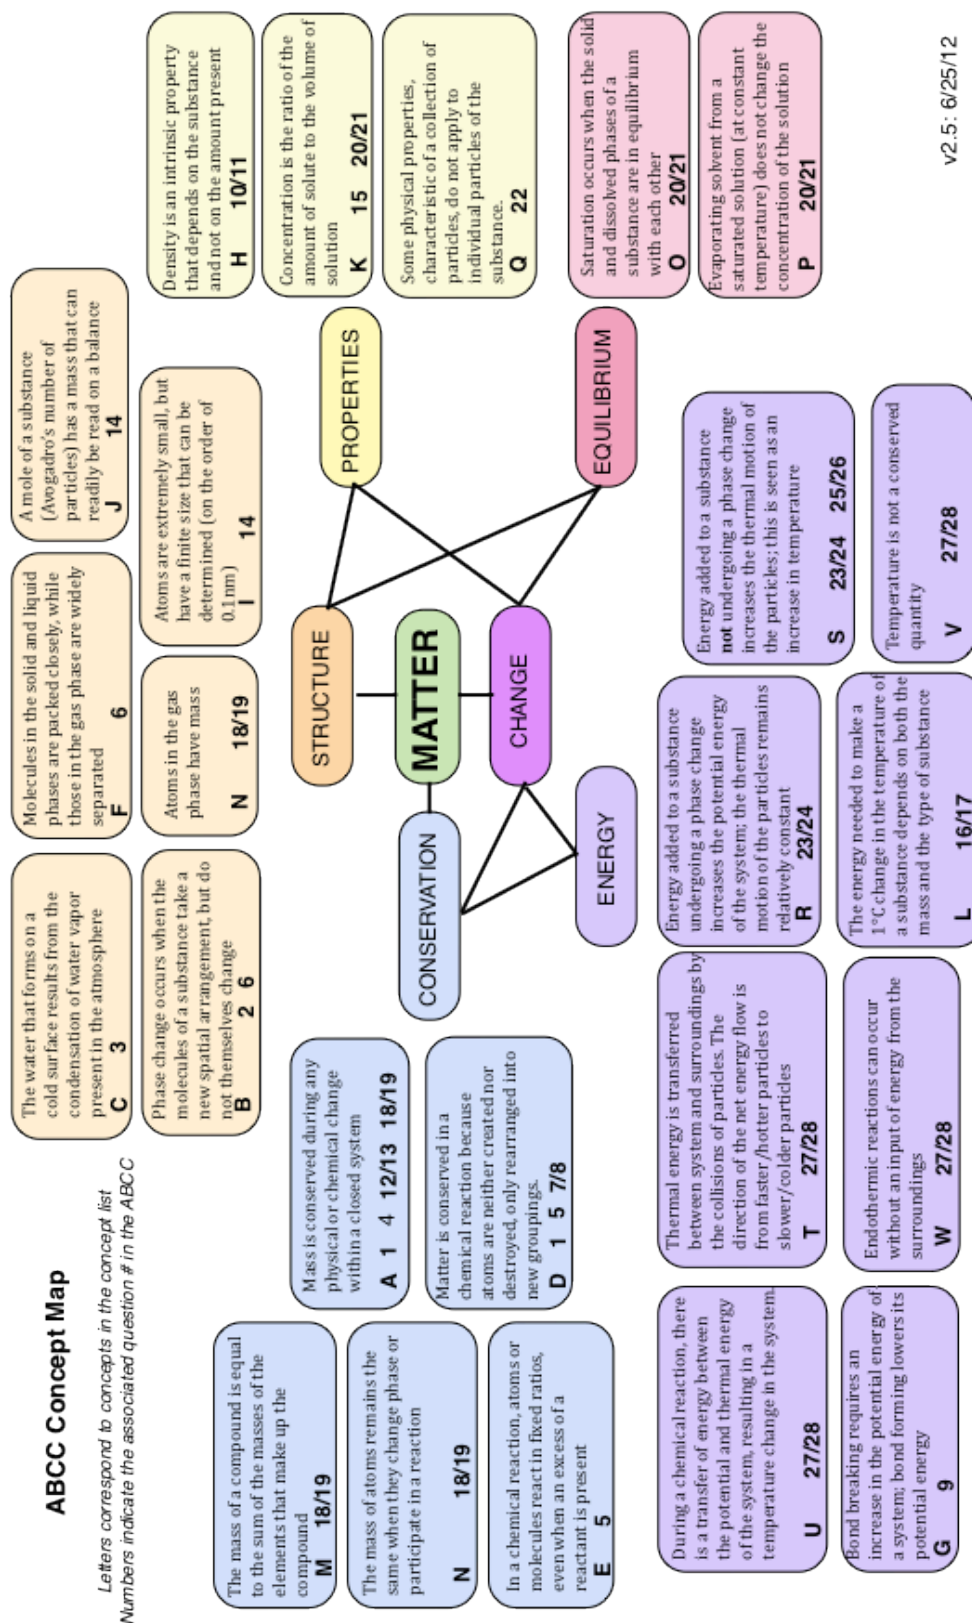 ABCC Concept Map
Letters correspond to concepts in the concept list
Numbers indicate the associated question # in the ABCC
The water that forms on a
cold surface results from the
condensation of water vapor
present in the atmosphere
C 3
Molecules in the solid and liquid
phases are packed closely, while
those in the gas phase are widely
separated
F 6
A mole of a substance
(Avogadro's number of
particles) has a mass that can
readily be read on a balance
J 14
Phase change occurs when the
molecules of a substance take a
new spatial arrangement, but do
not themselves change
B 2 6
Atoms in the gas
phase have mass
N 18/19
Atoms are extremely small, but
have a finite size that can be
determined (on the order of
0.1nm)
I 14
Density is an intrinsic property
that depends on the substance
and not on the amount present
H 10/11
Concentration is the ratio of the
amount of solute to the volume of
solution
K 15 20/21
Some physical properties,
characteristic of a collection of
particles, do not apply to
individual particles of the
substance.
Q 22
The mass of a compound is equal
to the sum of the masses of the
elements that make up the
compound
M 18/19
The mass of atoms remains the
same when they change phase or
participate in a reaction
N 18/19
In a chemical reaction, atoms or
molecules react in fixed ratios,
even when an excess of a
reactant is present
E 5
Mass is conserved during any
physical or chemical change
within a closed system
A 1 4 12/13 18/19
Matter is conserved in a
chemical reaction because
atoms are neither created nor
destroyed, only rearranged into
new groupings.
D 1 5 7/8
STRUCTURE
PROPERTIES
CONSERVATION
MATTER
CHANGE
EQUILIBRIUM
ENERGY
Saturation occurs when the solid
and dissolved phases of a
substance are in equilibrium
with each other
O 20/21
Evaporating solvent from a
saturated solution (at constant
temperature) does not change the
concentration of the solution
P 20/21
During a chemical reaction, there
is a transfer of energy between
the potential and thermal energy
of the system, resulting in a
temperature change in the system.
U 27/28
Thermal energy is transferred
between system and surroundings by
the collisions of particles. The
direction of the net energy flow is
from faster/hotter particles to
slower/colder particles
T 27/28
Energy added to a substance
undergoing a phase change
increases the potential energy
of the system; the thermal
motion of the particles remains
relatively constant
R 23/24
Energy added to a substance
not undergoing a phase change
increases the thermal motion of
the particles; this is seen as an
increase in temperature
S 23/24 25/26
Bond breaking requires an
increase in the potential energy of
a system; bond forming lowers its
potential energy
G 9
Endothermic reactions can occur
without an input of energy from the
surroundings
W 27/28
The energy needed to make a
1°C change in the temperature of
a substance depends on both the
mass and the type of substance
L 16/17
Temperature is not a conserved
quantity
V 27/28
v2.5: 6/25/12